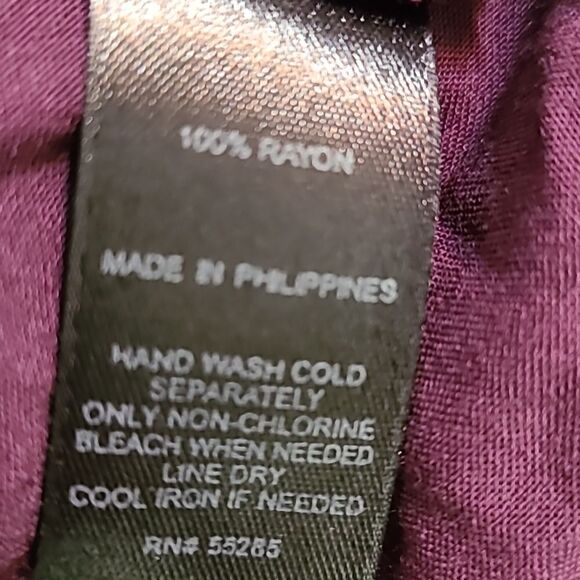 100% RAYON
MADE IN PHILIPPINES
HAND WASH COLD
SEPARATELY
ONLY NON-CHLORINE
BLEACH WHEN NEEDED
LINE DRY
COOL IRON IF NEEDED
RN# 55285